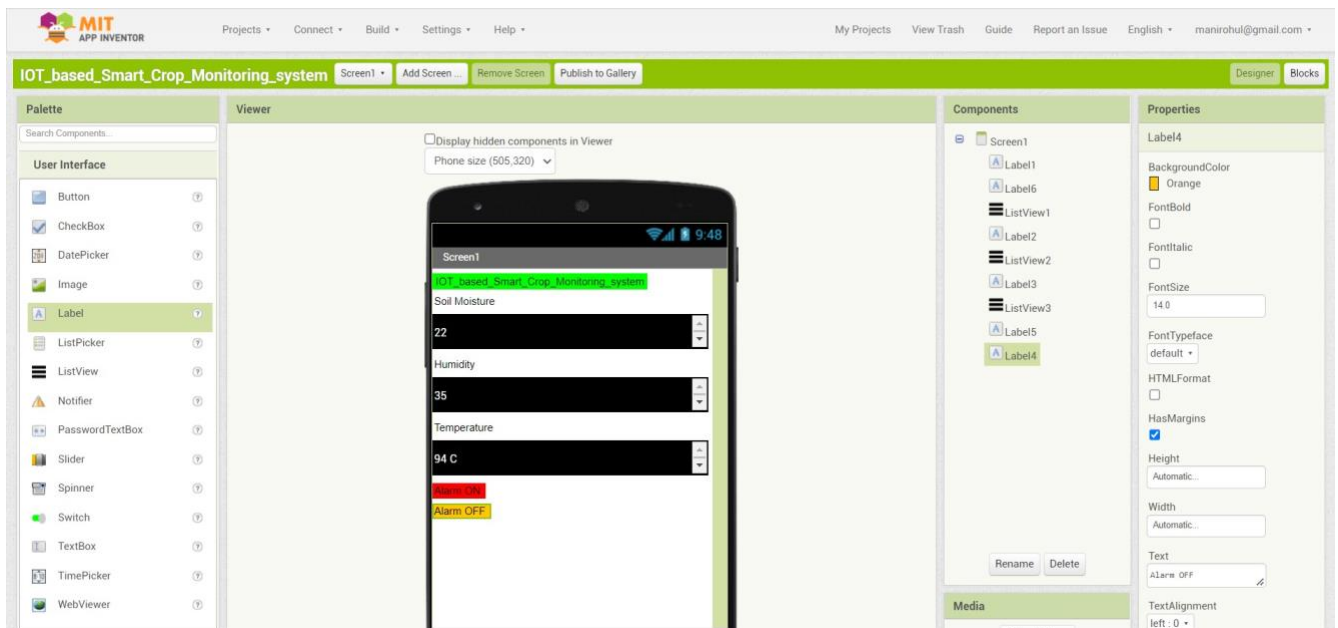 MIT
APP INVENTOR
Projects Connect Build Settings Help My Projects View Trash Guide Report an Issue English manirohul@gmail.com
IOT_based_Smart_Crop_Monitoring_system Screen1 Add Screen ... Remove Screen Publish to Gallery Designer Blocks
Palette
Search Components...
User Interface
Button
CheckBox
DatePicker
Image
Label
ListPicker
ListView
Notifier
PasswordTextBox
Slider
Spinner
Switch
TextBox
TimePicker
WebViewer
Viewer
Display hidden components in Viewer
Phone size (505,320)
9:48
Screen1
IOT_based_Smart_Crop_Monitoring_system
Soil Moisture
22
Humidity
35
Temperature
94 C
Alarm ON
Alarm OFF
Components
Screen1
Label1
Label6
ListView1
Label2
ListView2
Label3
ListView3
Label5
Label4
Rename Delete
Media
Properties
Label4
BackgroundColor
Orange
FontBold
FontItalic
FontSize
14.0
FontTypeface
default
HTMLFormat
HasMargins
Height
Automatic...
Width
Automatic...
Text
Alarm OFF
TextAlignment
left : 0